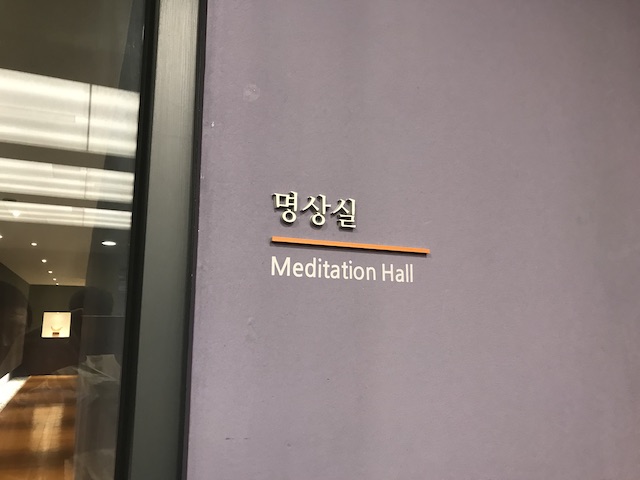 명상실
Meditation Hall